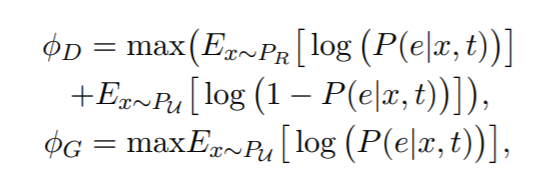 ϕ_D = max(E_{x∼P_R}[log(P(e|x, t))]
+E_{x∼P_𝒰}[log(1 − P(e|x, t))]),
ϕ_G = maxE_{x∼P_𝒰}[log(P(e|x, t))],